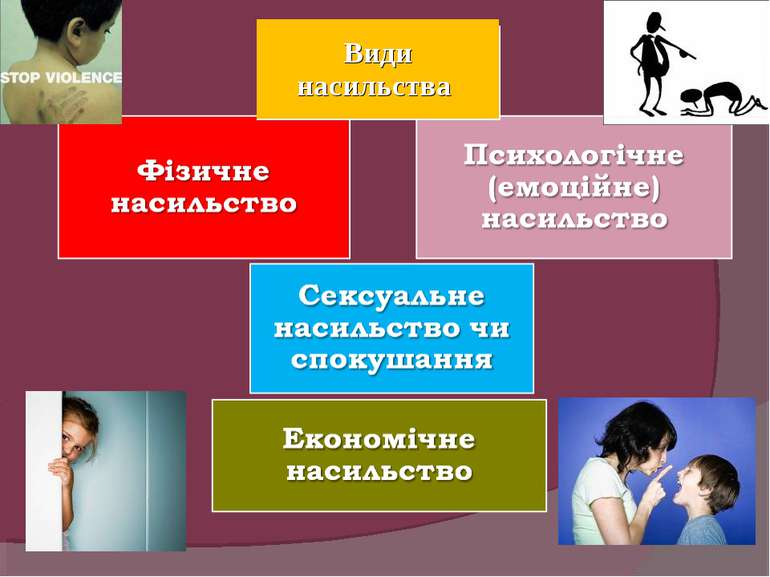 STOP VIOLENCE
Види
насильства
Фізичне
насильство
Психологічне
(емоційне)
насильство
Сексуальне
насильство чи
спокушання
Економічне
насильство